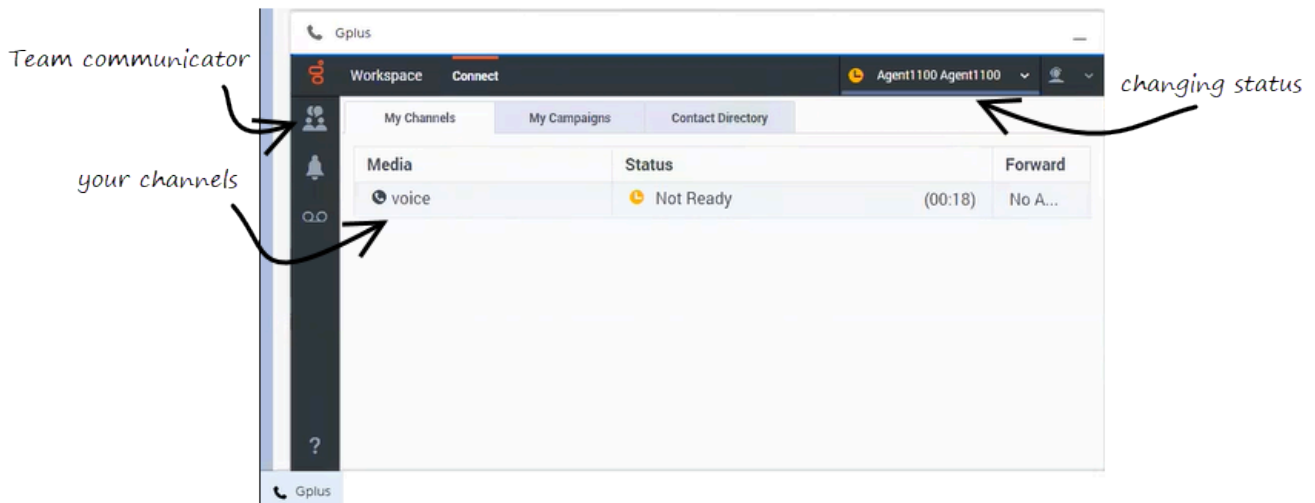 Gplus
Team communicator
Workspace Connect Agent1100 Agent1100
changing status
My Channels My Campaigns Contact Directory
Media Status Forward
your channels
voice Not Ready (00:18) No A...
?
Gplus